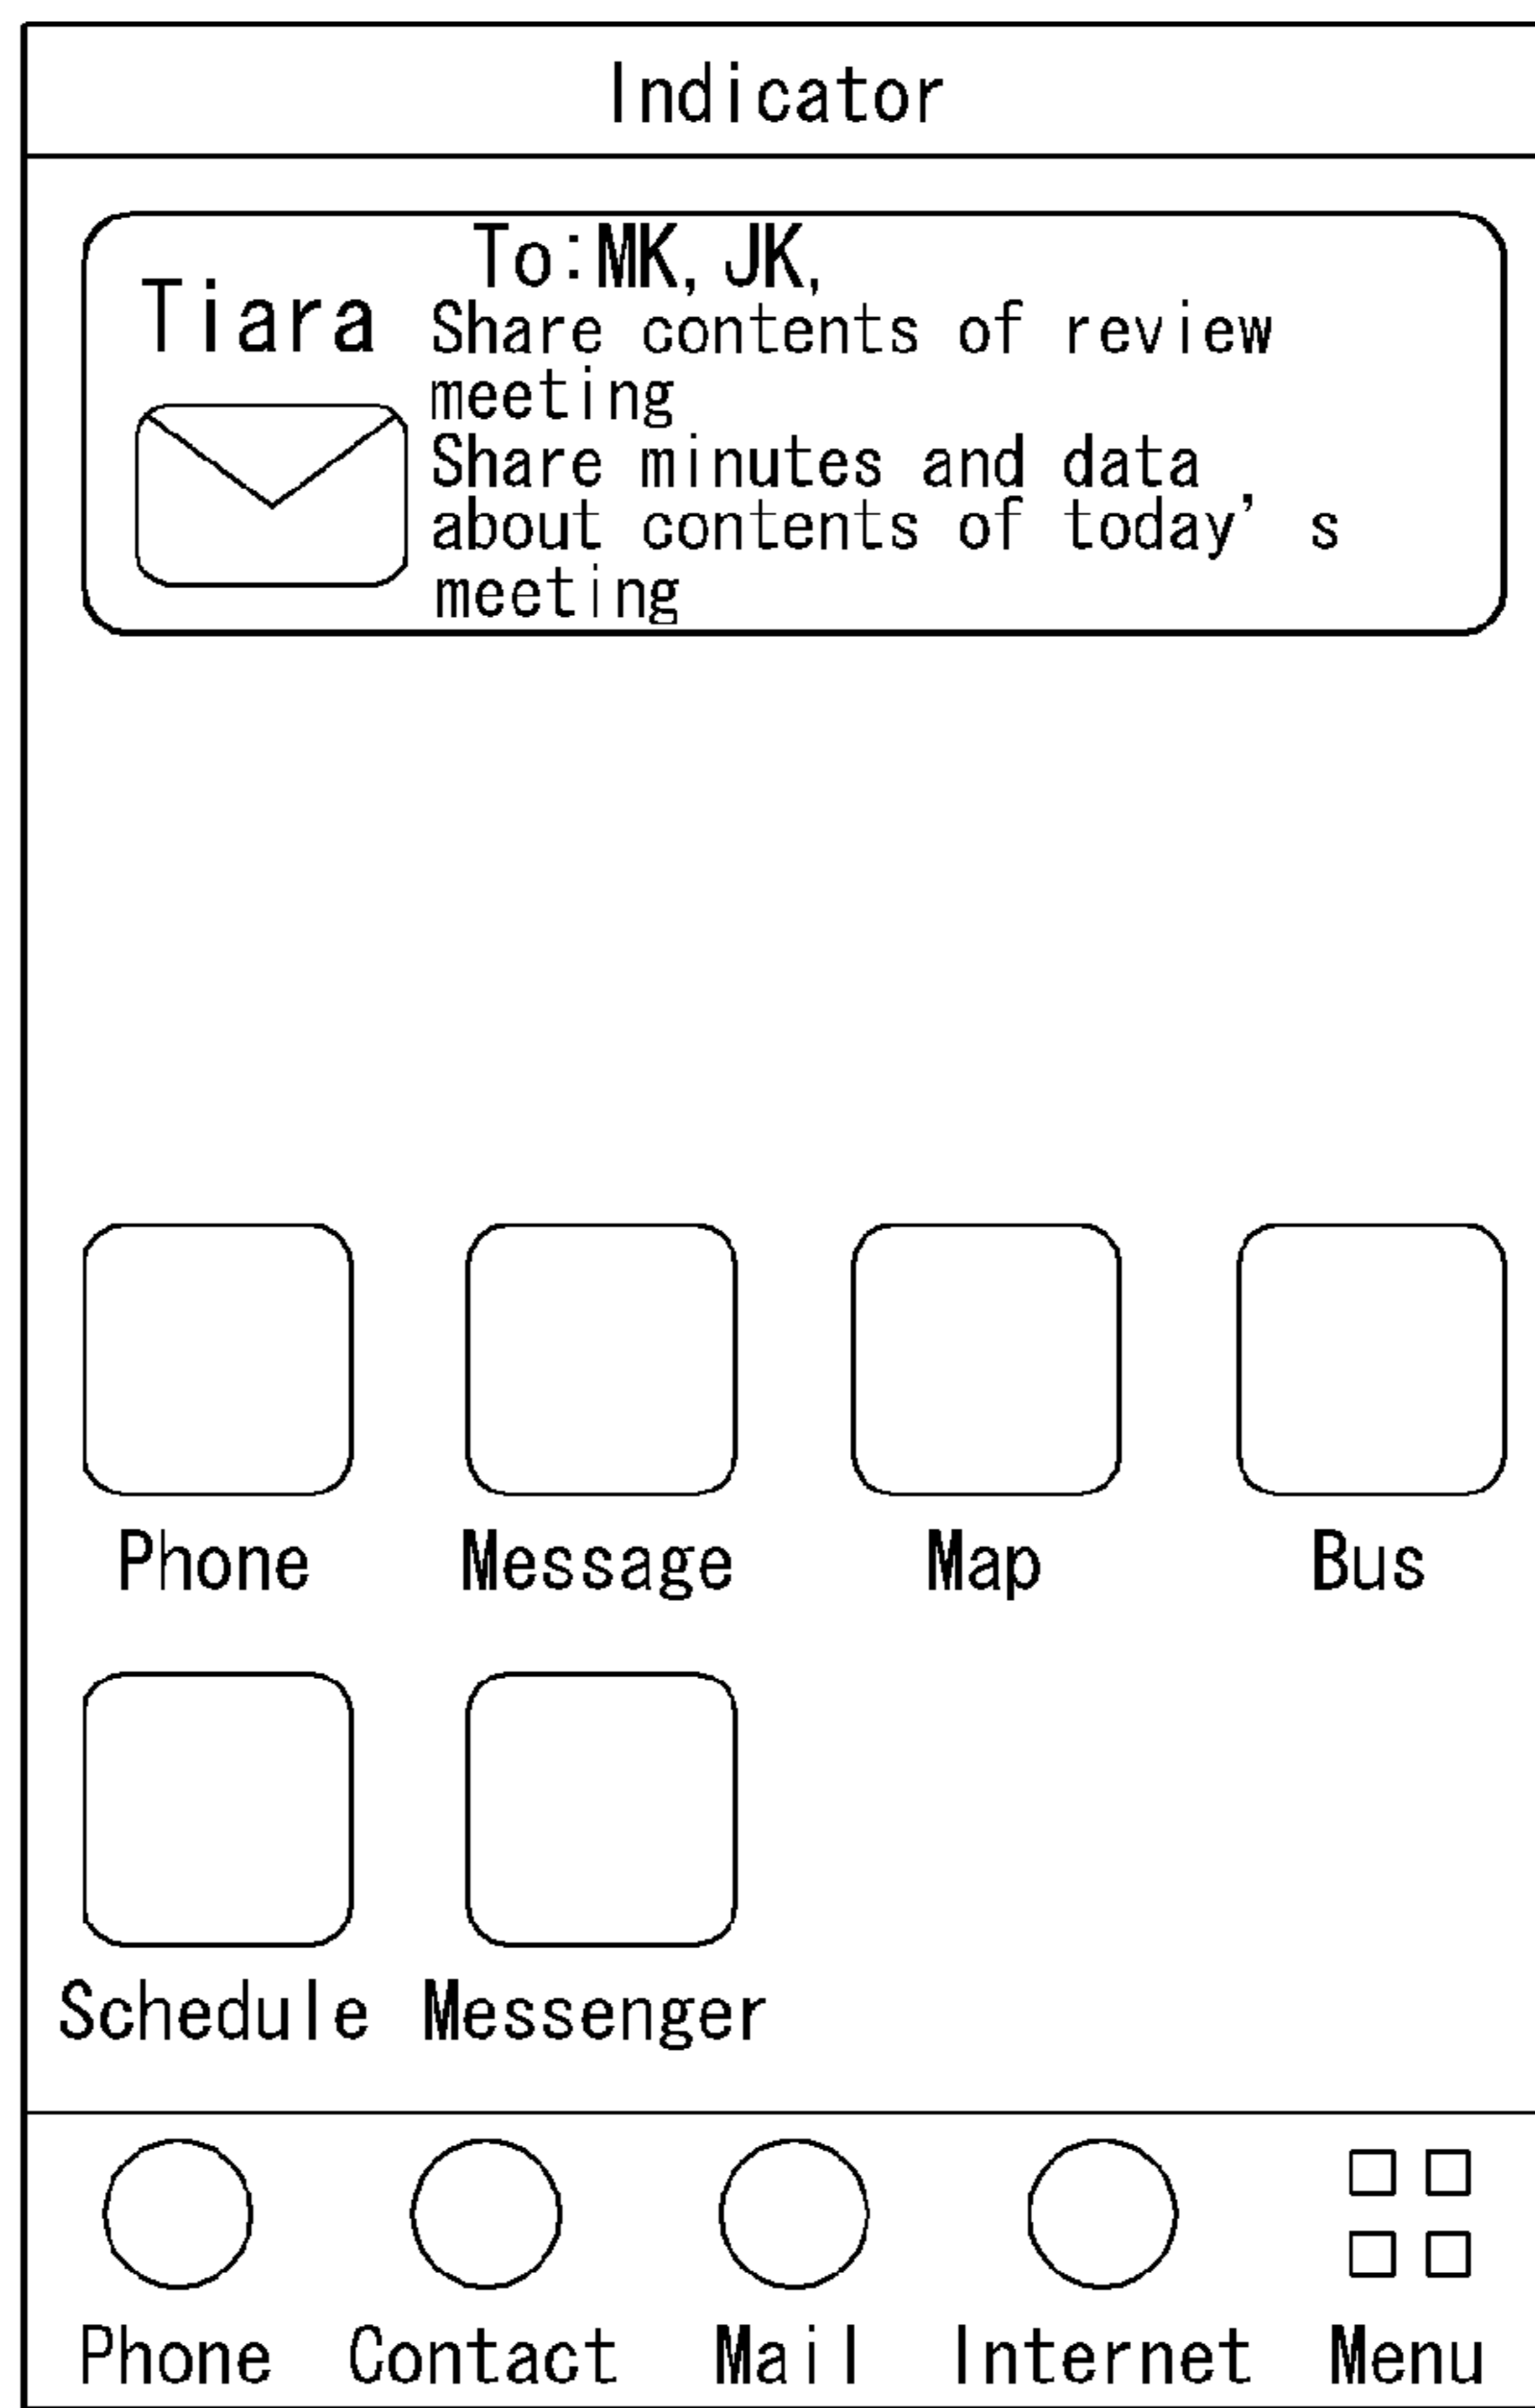 Indicator
To:MK, JK,
Tiara
Share contents of review
meeting
Share minutes and data
about contents of today's
meeting
Phone Message Map Bus
Schedule Messenger
Phone Contact Mail Internet Menu